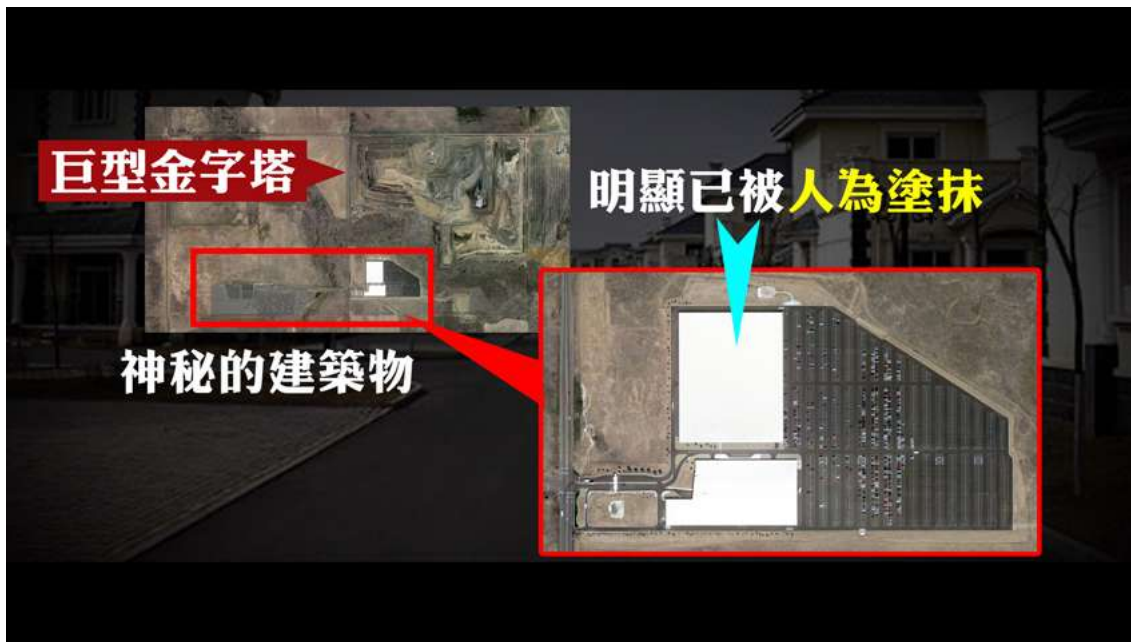 巨型金字塔
明顯已被人為塗抹
神秘的建築物